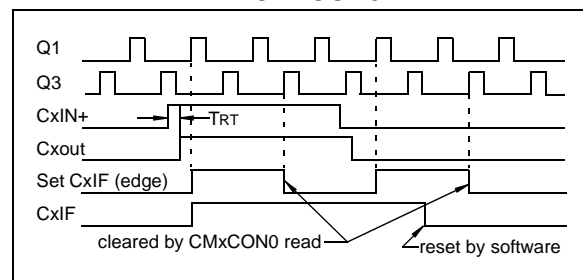 Q1
Q3
CxIN+
TRT
Cxout
Set CxIF (edge)
CxIF
cleared by CMxCON0 read
reset by software